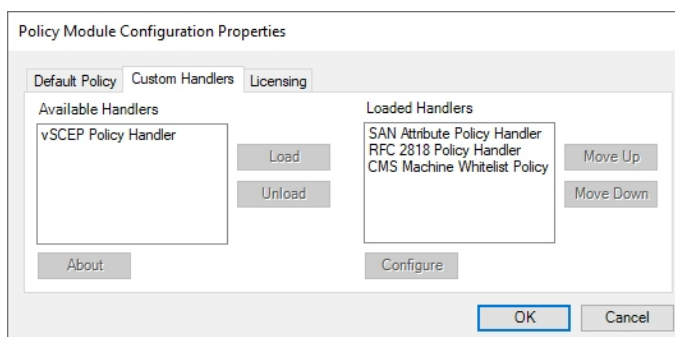 Policy Module Configuration Properties
Default Policy
Custom Handlers
Licensing
Available Handlers
vSCEP Policy Handler
Load
Unload
About
Loaded Handlers
SAN Attribute Policy Handler
RFC 2818 Policy Handler
CMS Machine Whitelist Policy
Move Up
Move Down
Configure
OK
Cancel